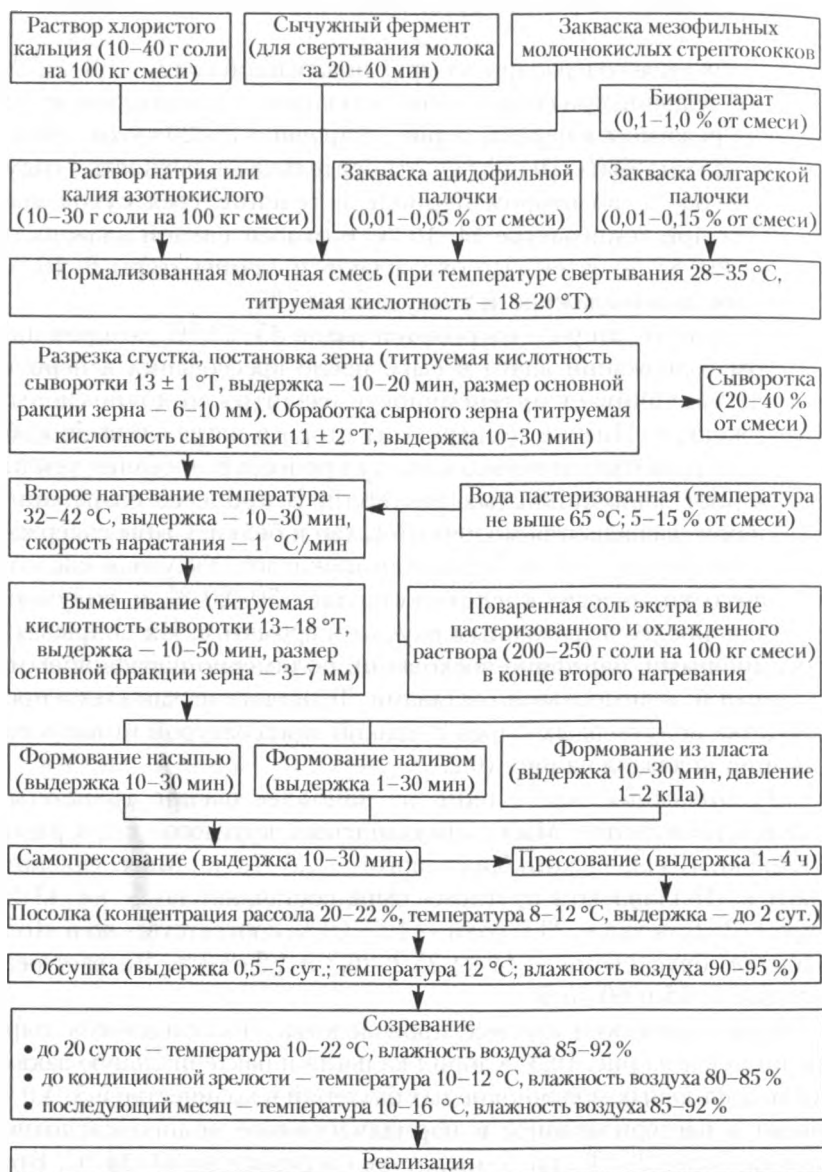 Раствор хлористого
кальция (10–40 г соли
на 100 кг смеси)
Сычужный фермент
(для свертывания молока
за 20–40 мин)
Закваска мезофильных
молочнокислых стрептококков
Биопрепарат
(0,1–1,0 % от смеси)
Раствор натрия или
калия азотнокислого
(10–30 г соли на 100 кг смеси)
Закваска ацидофильной
палочки
(0,01–0,05 % от смеси)
Закваска болгарской
палочки
(0,01–0,15 % от смеси)
Нормализованная молочная смесь (при температуре свертывания 28–35 °С,
титруемая кислотность – 18–20 °Т)
Разрезка сгустка, постановка зерна (титруемая кислотность
сыворотки 13 ± 1 °Т, выдержка — 10–20 мин, размер основной
ракции зерна — 6–10 мм). Обработка сырного зерна (титруемая
кислотность сыворотки 11 ± 2 °Т, выдержка 10–30 мин)
Сыворотка
(20–40 %
от смеси)
Второе нагревание температура —
32–42 °С, выдержка — 10–30 мин,
скорость нарастания — 1 °С/мин
Вода пастеризованная (температура
не выше 65 °С; 5–15 % от смеси)
Вымешивание (титруемая
кислотность сыворотки 13–18 °Т,
выдержка — 10–50 мин, размер
основной фракции зерна — 3–7 мм)
Поваренная соль экстра в виде
пастеризованного и охлажденного
раствора (200–250 г соли на 100 кг смеси)
в конце второго нагревания
Формование насыпью
(выдержка 10–30 мин)
Формование наливом
(выдержка 1–30 мин)
Формование из пласта
(выдержка 10–30 мин, давление
1–2 кПа)
Самопрессование (выдержка 10–30 мин)
Прессование (выдержка 1–4 ч)
Посолка (концентрация рассола 20–22 %, температура 8–12 °С, выдержка — до 2 сут.)
Обсушка (выдержка 0,5–5 сут.; температура 12 °С; влажность воздуха 90–95 %)
Созревание
• до 20 суток — температура 10–22 °С, влажность воздуха 85–92 %
• до кондиционной зрелости — температура 10–12 °С, влажность воздуха 80–85 %
• последующий месяц — температура 10–16 °С, влажность воздуха 85–92 %
Реализация